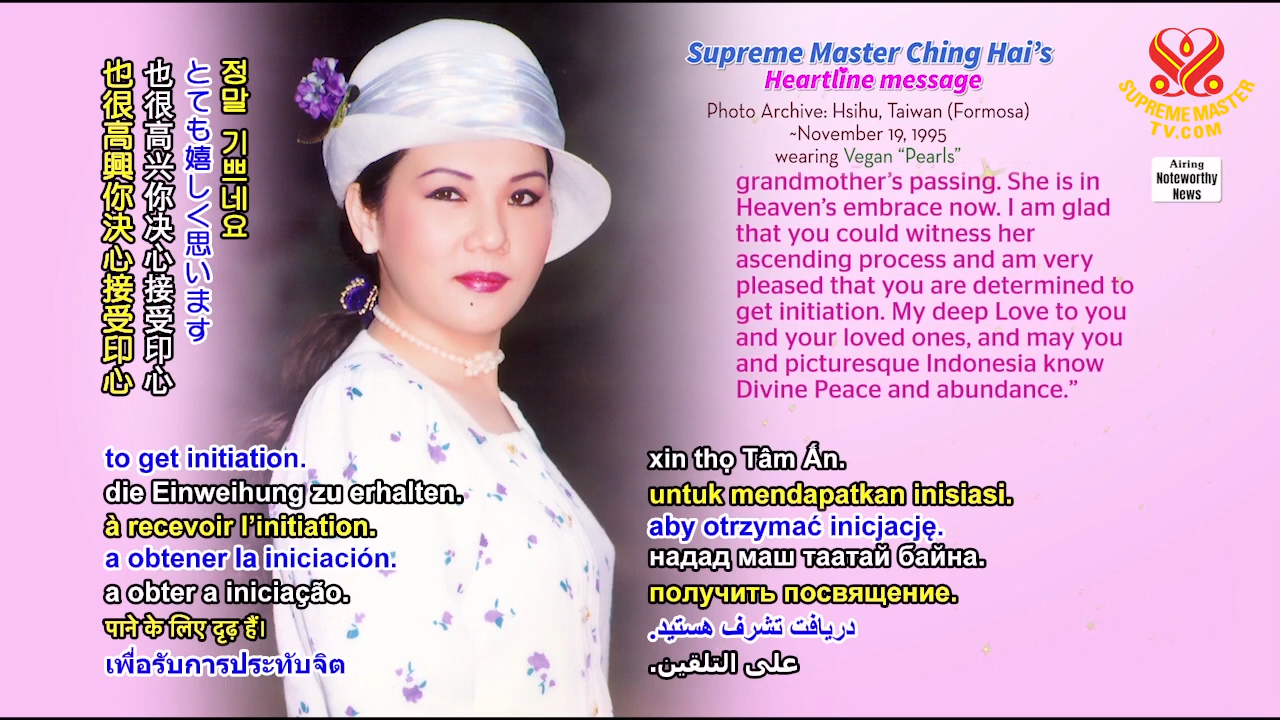 Supreme Master Ching Hai's
Heartline message
Photo Archive: Hsihu, Taiwan (Formosa)
~November 19, 1995
wearing Vegan “Pearls”
grandmother’s passing. She is in
Heaven’s embrace now. I am glad
that you could witness her
ascending process and am very
pleased that you are determined to
get initiation. My deep Love to you
and your loved ones, and may you
and picturesque Indonesia know
Divine Peace and abundance.”
SUPREME MASTER
TV.COM
Airing
Noteworthy
News
정말 기쁘네요
とても嬉しく思います
也很高兴你决心接受印心
也很高興你決心接受印心
to get initiation.
die Einweihung zu erhalten.
à recevoir l’initiation.
a obtener la iniciación.
a obter a iniciação.
पाने के लिए दृढ़ हैं।
เพื่อรับการประทับจิต
xin thọ Tâm Ấn.
untuk mendapatkan inisiasi.
aby otrzymać inicjację.
надад маш таатай байна.
получить посвящение.
دریافت تشرف هستید.
على التلقين.